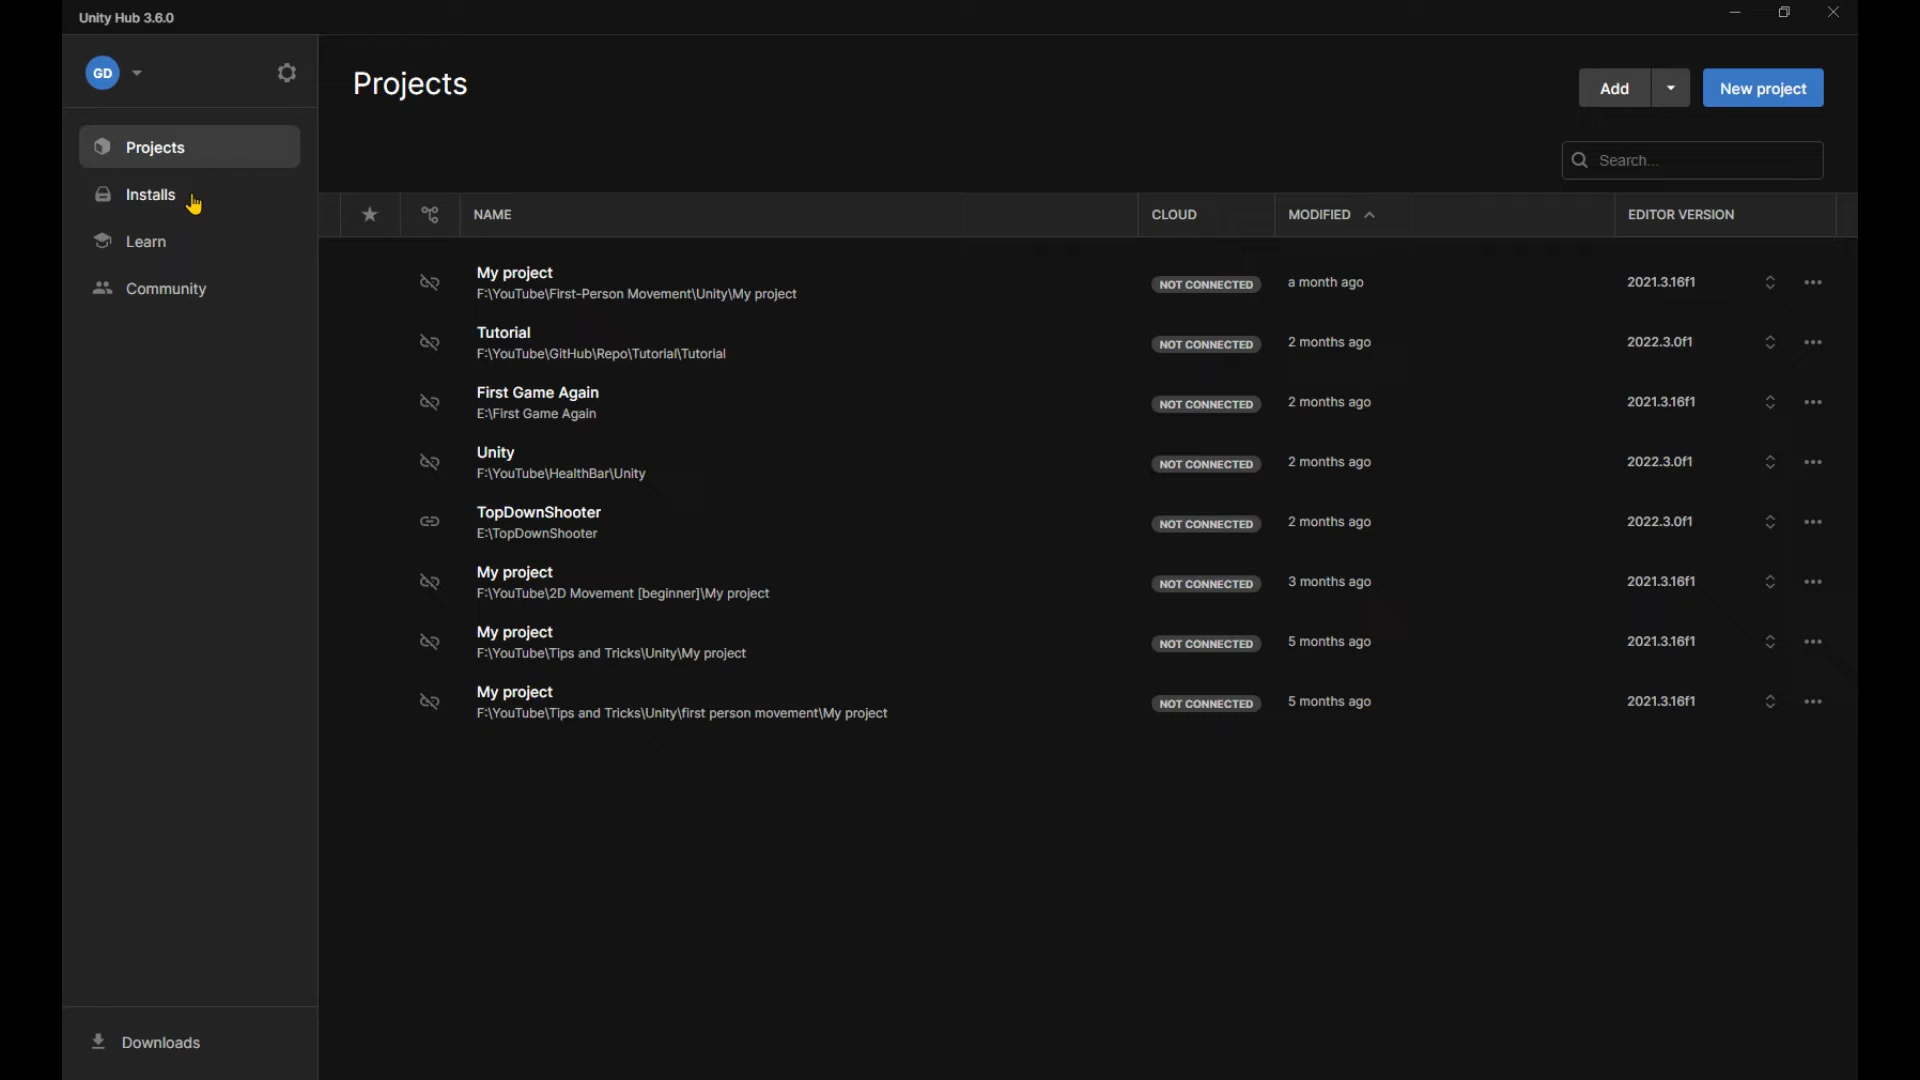 Unity Hub 3.6.0
GD
Projects
Installs
Learn
Community
Downloads
Projects
Add
New project
Search...
NAME CLOUD MODIFIED EDITOR VERSION
My project
F:\YouTube\First-Person Movement\Unity\My project
NOT CONNECTED a month ago 2021.3.16f1
Tutorial
F:\YouTube\GitHub\Repo\Tutorial\Tutorial
NOT CONNECTED 2 months ago 2022.3.0f1
First Game Again
E:\First Game Again
NOT CONNECTED 2 months ago 2021.3.16f1
Unity
F:\YouTube\HealthBar\Unity
NOT CONNECTED 2 months ago 2022.3.0f1
TopDownShooter
E:\TopDownShooter
NOT CONNECTED 2 months ago 2022.3.0f1
My project
F:\YouTube\2D Movement [beginner]\My project
NOT CONNECTED 3 months ago 2021.3.16f1
My project
F:\YouTube\Tips and Tricks\Unity\My project
NOT CONNECTED 5 months ago 2021.3.16f1
My project
F:\YouTube\Tips and Tricks\Unity\first person movement\My project
NOT CONNECTED 5 months ago 2021.3.16f1